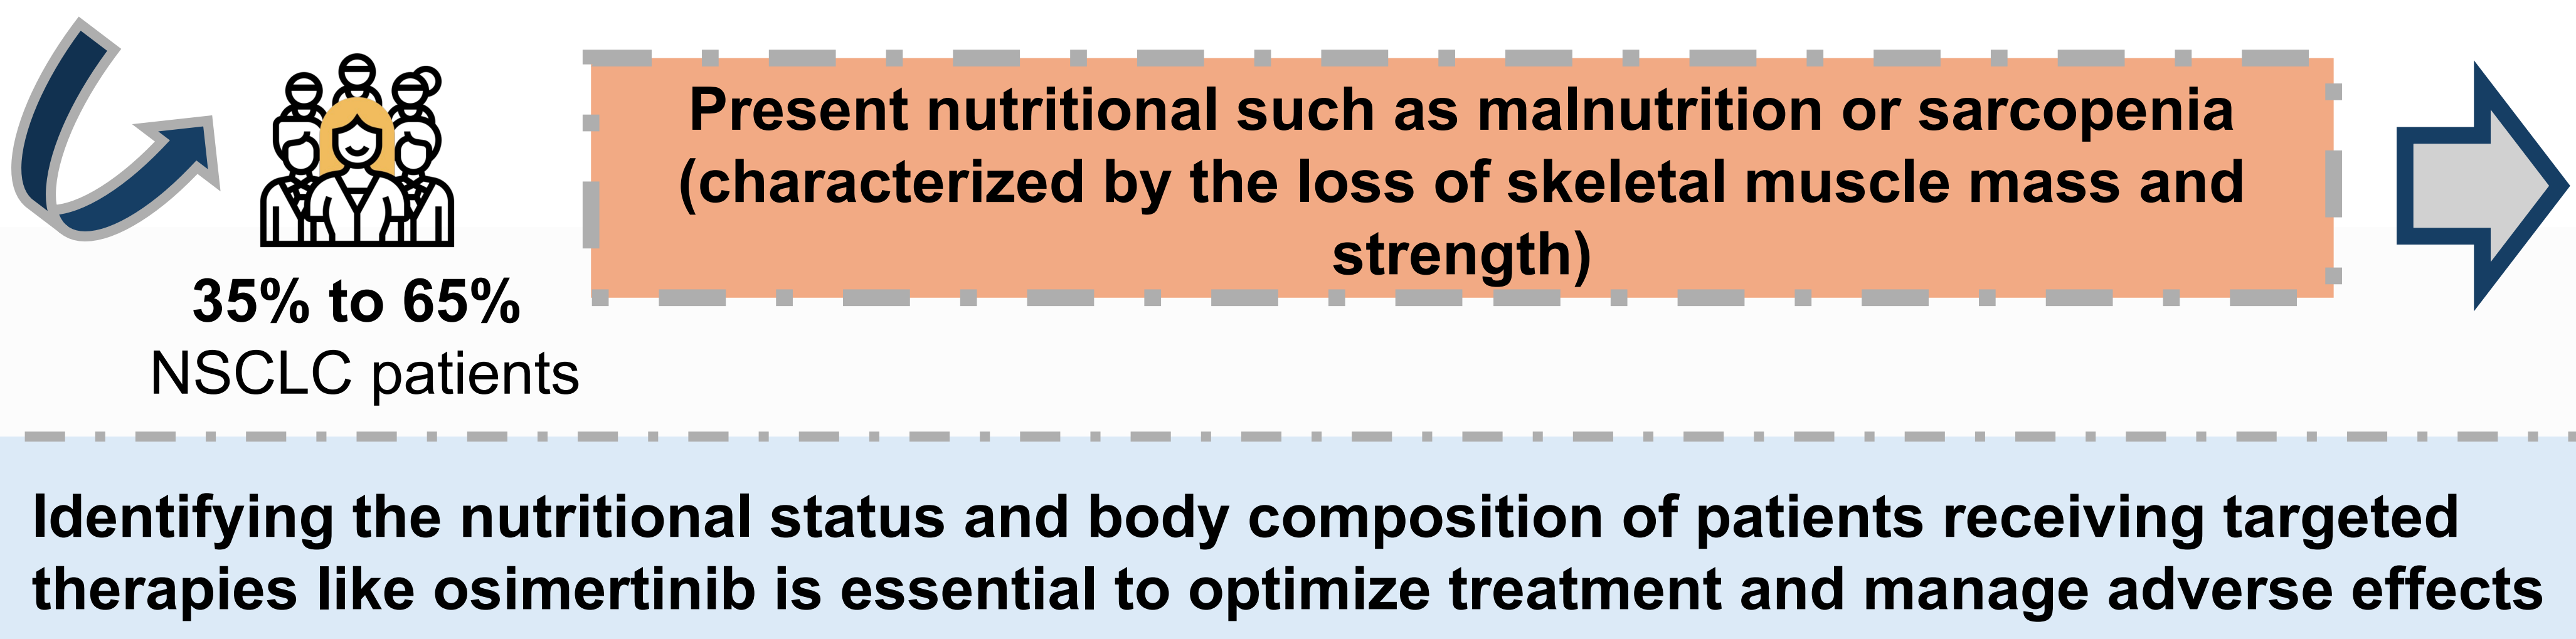 Present nutritional such as malnutrition or sarcopenia
(characterized by the loss of skeletal muscle mass and
strength)
35% to 65%
NSCLC patients
Identifying the nutritional status and body composition of patients receiving targeted
therapies like osimertinib is essential to optimize treatment and manage adverse effects